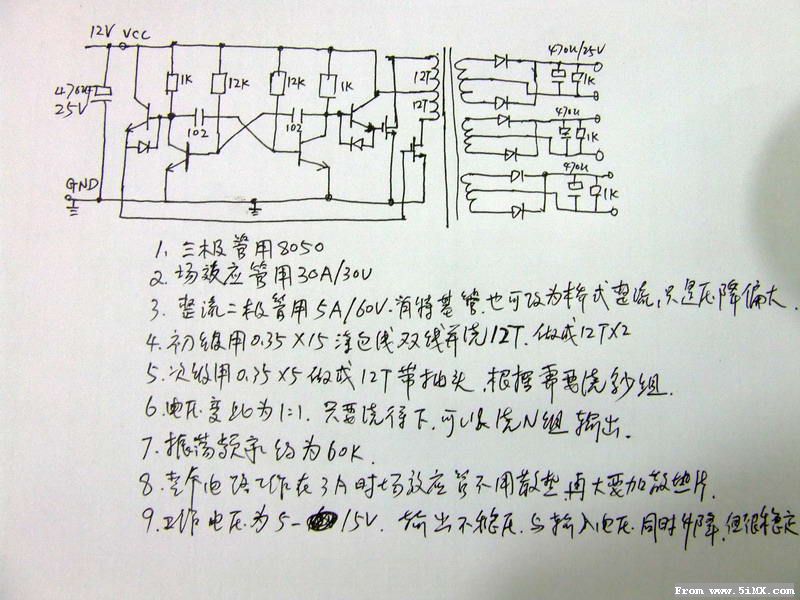 12V VCC
470u/25V
1K 12K 12K 1K
12T
12T
1K
470u
25V
102 102
470u
1K
470u
1K
GND
1. 三极管用8050
2. 场效应管用30A/30V
3. 整流二极管用5A/60V.肖特基管,也可改为桥式整流,只是压降偏大.
4. 初级用0.35×15漆包线双线并绕12T.做成12T×2
5. 次级用0.35×5做成12T带抽头,根据需要绕多组.
6. 电压变比为1:1.只要绕得下,可以绕N组输出.
7. 振荡频率约为60K.
8. 整个电路工作在3A时场效应管不用散热,再大要加散热片.
9. 工作电压为5-15V.输出不稳压.与输入电压同时升降,但很稳定
From www.5iMX.com